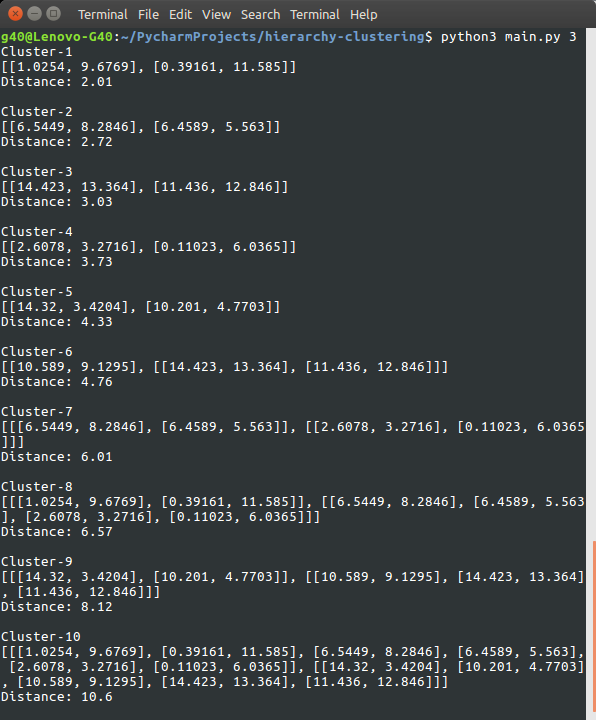 Terminal File Edit View Search Terminal Help
g40@Lenovo-G40:~/PycharmProjects/hierarchy-clustering$ python3 main.py 3
Cluster-1
[[1.0254, 9.6769], [0.39161, 11.585]]
Distance: 2.01
Cluster-2
[[6.5449, 8.2846], [6.4589, 5.563]]
Distance: 2.72
Cluster-3
[[14.423, 13.364], [11.436, 12.846]]
Distance: 3.03
Cluster-4
[[2.6078, 3.2716], [0.11023, 6.0365]]
Distance: 3.73
Cluster-5
[[14.32, 3.4204], [10.201, 4.7703]]
Distance: 4.33
Cluster-6
[[10.589, 9.1295], [[14.423, 13.364], [11.436, 12.846]]]
Distance: 4.76
Cluster-7
[[[6.5449, 8.2846], [6.4589, 5.563]], [[2.6078, 3.2716], [0.11023, 6.0365
]]]
Distance: 6.01
Cluster-8
[[[1.0254, 9.6769], [0.39161, 11.585]], [[6.5449, 8.2846], [6.4589, 5.563
], [2.6078, 3.2716], [0.11023, 6.0365]]]
Distance: 6.57
Cluster-9
[[[14.32, 3.4204], [10.201, 4.7703]], [[10.589, 9.1295], [14.423, 13.364]
, [11.436, 12.846]]]
Distance: 8.12
Cluster-10
[[[1.0254, 9.6769], [0.39161, 11.585], [6.5449, 8.2846], [6.4589, 5.563],
[2.6078, 3.2716], [0.11023, 6.0365]], [[14.32, 3.4204], [10.201, 4.7703]
, [10.589, 9.1295], [14.423, 13.364], [11.436, 12.846]]]
Distance: 10.6